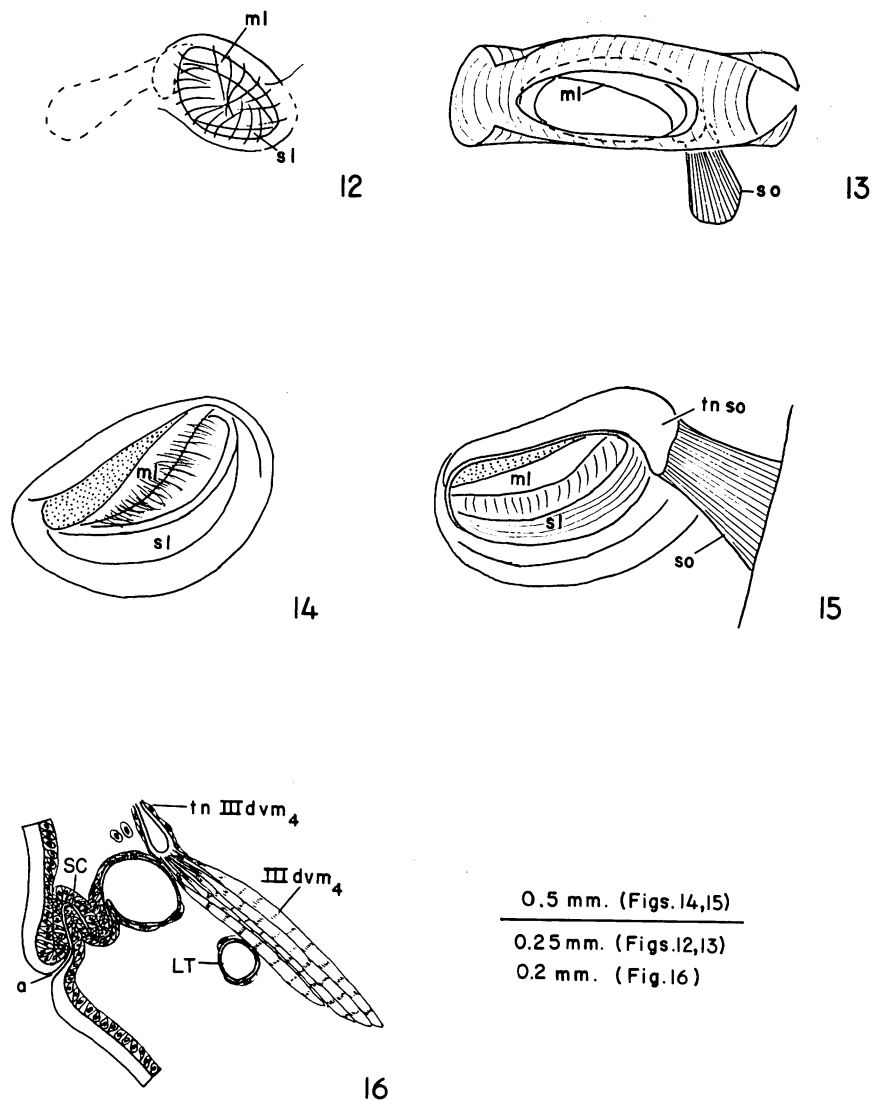 ml
sl
12
ml
so
13
ml
sl
14
tn so
ml
sl
so
15
tn III dvm4
SC
III dvm4
LT
a
16
0.5 mm. (Figs. 14,15)
0.25 mm. (Figs. 12,13)
0.2 mm. (Fig. 16)